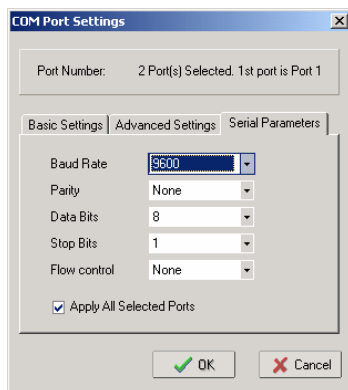 COM Port Settings
Port Number: 2 Port(s) Selected. 1st port is Port 1
Basic Settings Advanced Settings Serial Parameters
Baud Rate 9600
Parity None
Data Bits 8
Stop Bits 1
Flow control None
Apply All Selected Ports
OK Cancel